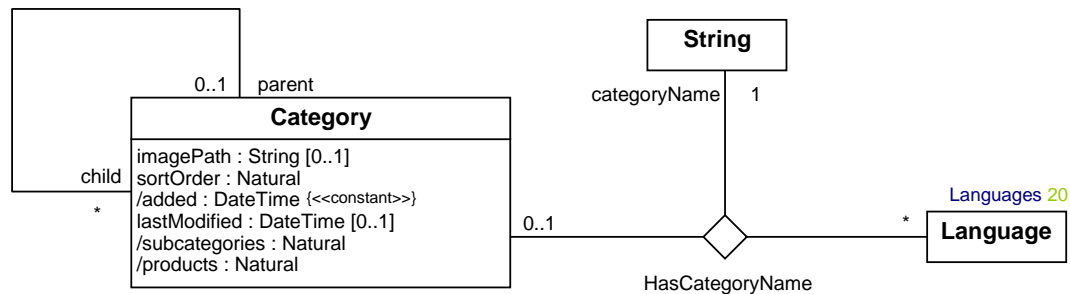 String
0..1 parent
categoryName 1
Category
imagePath : String [0..1]
child
sortOrder : Natural
/added : DateTime {<<constant>>}
*
lastModified : DateTime [0..1]
/subcategories : Natural
/products : Natural
0..1
*
Languages 20
Language
HasCategoryName